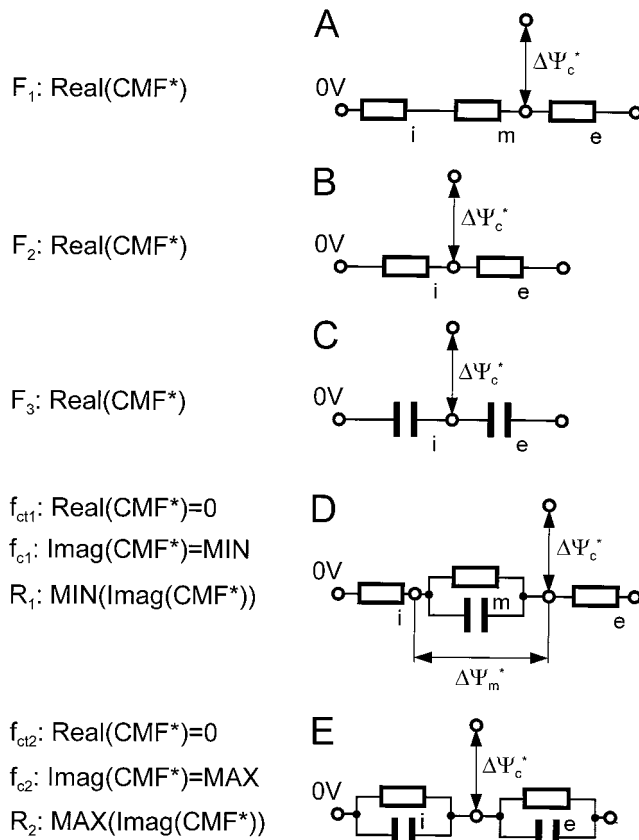 A
F₁: Real(CMF*)
0V
ΔΨc*
i
m
e
B
F₂: Real(CMF*)
0V
ΔΨc*
i
e
C
F₃: Real(CMF*)
0V
ΔΨc*
i
e
fct1: Real(CMF*)=0
D
fc1: Imag(CMF*)=MIN
ΔΨc*
R₁: MIN(Imag(CMF*))
0V
i
m
e
ΔΨm*
fct2: Real(CMF*)=0
E
fc2: Imag(CMF*)=MAX
ΔΨc*
R₂: MAX(Imag(CMF*))
0V
i
e